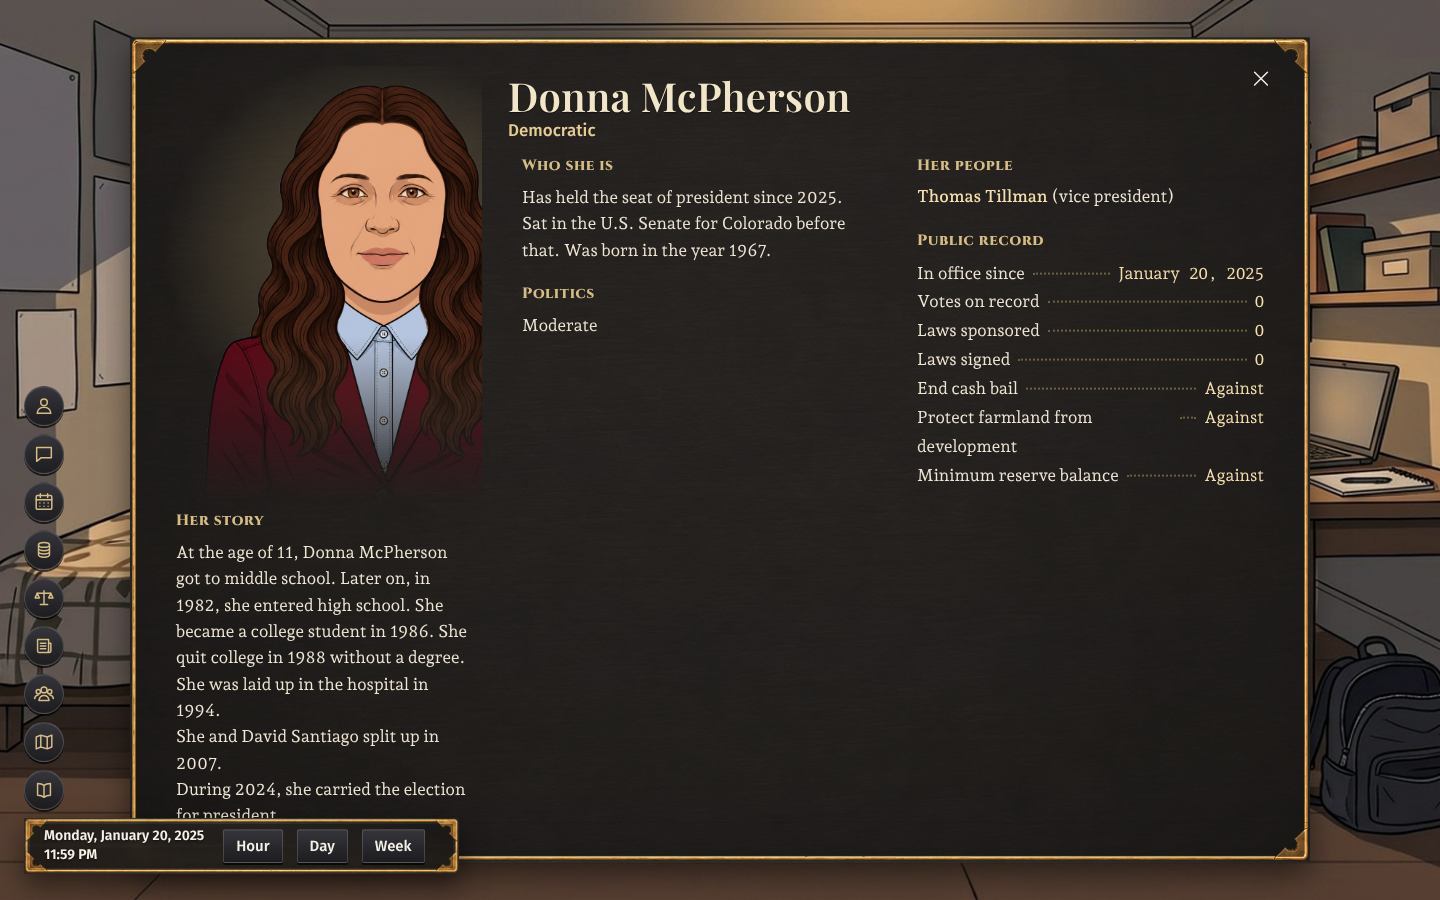 Donna McPherson
Democratic
Who she is
Has held the seat of president since 2025.
Sat in the U.S. Senate for Colorado before
that. Was born in the year 1967.
Politics
Moderate
Her people
Thomas Tillman (vice president)
Public record
In office since January 20, 2025
Votes on record 0
Laws sponsored 0
Laws signed 0
End cash bail Against
Protect farmland from Against
development
Minimum reserve balance Against
Her story
At the age of 11, Donna McPherson
got to middle school. Later on, in
1982, she entered high school. She
became a college student in 1986. She
quit college in 1988 without a degree.
She was laid up in the hospital in
1994.
She and David Santiago split up in
2007.
During 2024, she carried the election
for president
Monday, January 20, 2025
11:59 PM
Hour
Day
Week